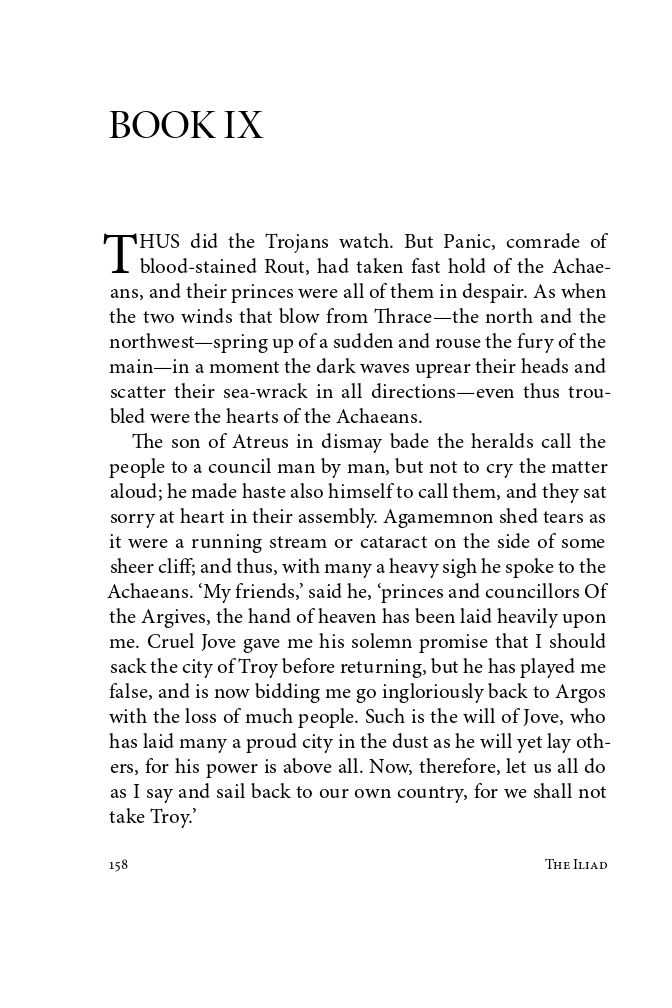 BOOK IX
THUS did the Trojans watch. But Panic, comrade of
blood-stained Rout, had taken fast hold of the Achae-
ans, and their princes were all of them in despair. As when
the two winds that blow from Thrace—the north and the
northwest—spring up of a sudden and rouse the fury of the
main—in a moment the dark waves uprear their heads and
scatter their sea-wrack in all directions—even thus trou-
bled were the hearts of the Achaeans.
The son of Atreus in dismay bade the heralds call the
people to a council man by man, but not to cry the matter
aloud; he made haste also himself to call them, and they sat
sorry at heart in their assembly. Agamemnon shed tears as
it were a running stream or cataract on the side of some
sheer cliff; and thus, with many a heavy sigh he spoke to the
Achaeans. ‘My friends,’ said he, ‘princes and councillors Of
the Argives, the hand of heaven has been laid heavily upon
me. Cruel Jove gave me his solemn promise that I should
sack the city of Troy before returning, but he has played me
false, and is now bidding me go ingloriously back to Argos
with the loss of much people. Such is the will of Jove, who
has laid many a proud city in the dust as he will yet lay oth-
ers, for his power is above all. Now, therefore, let us all do
as I say and sail back to our own country, for we shall not
take Troy.’
158 The Iliad